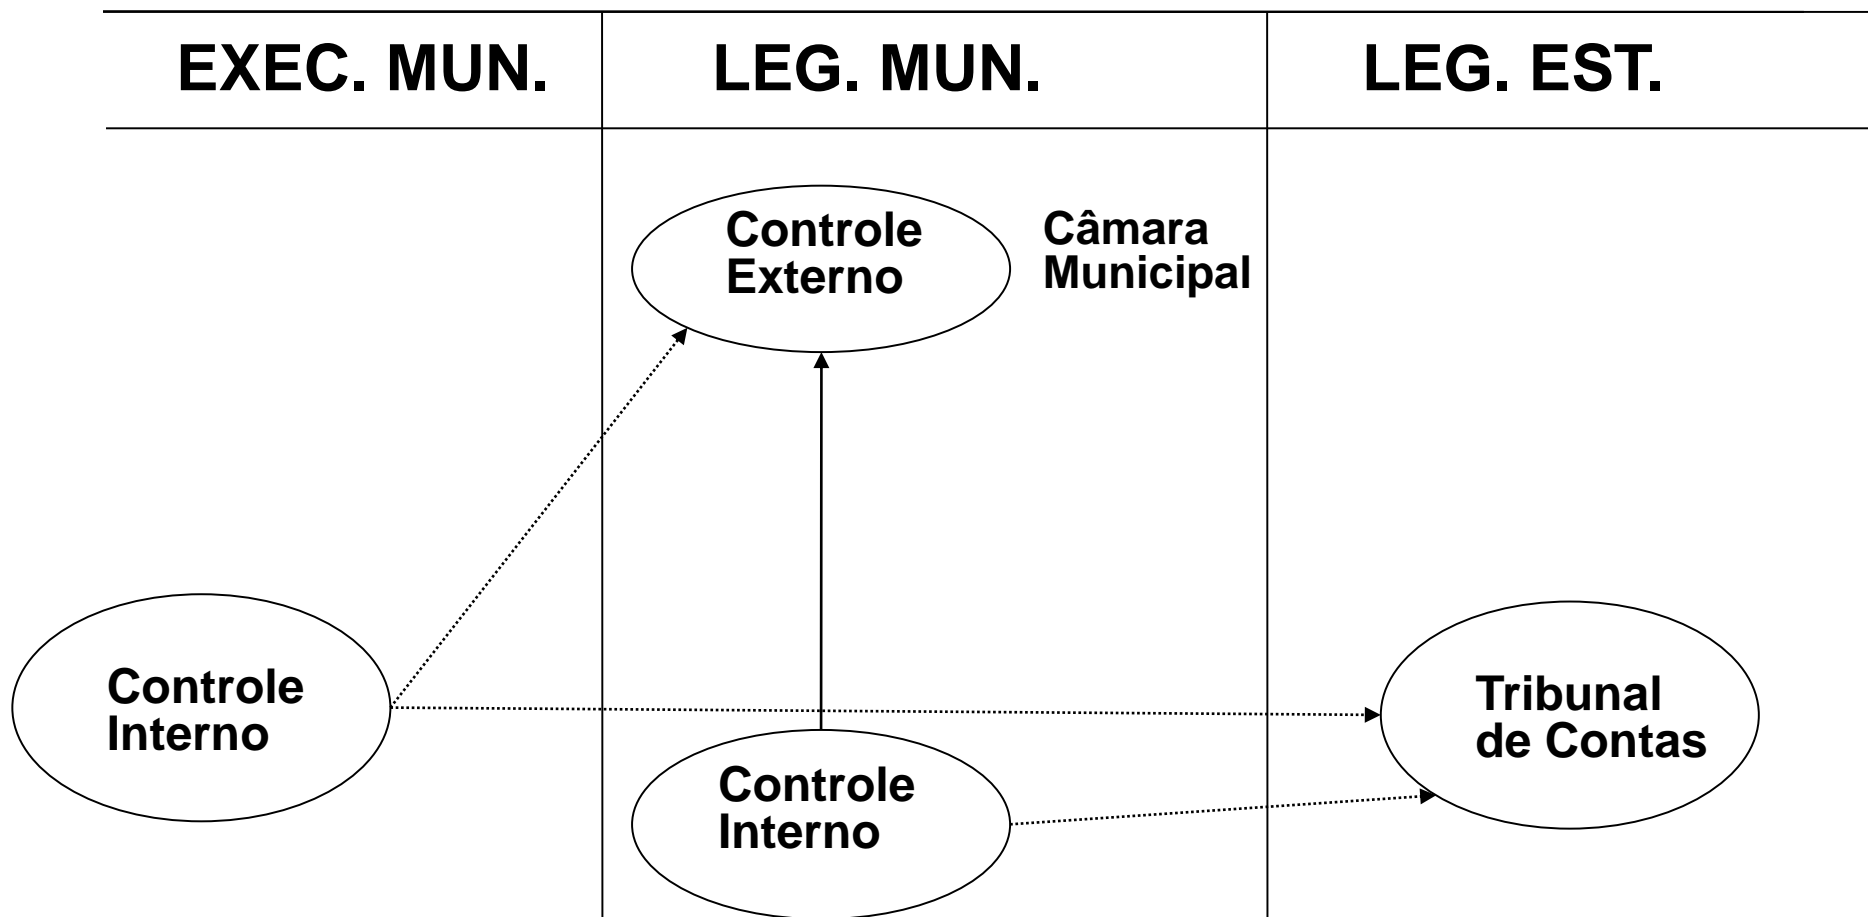 EXEC. MUN.
LEG. MUN.
LEG. EST.
Controle
Externo
Câmara
Municipal
Controle
Interno
Controle
Interno
Tribunal
de Contas